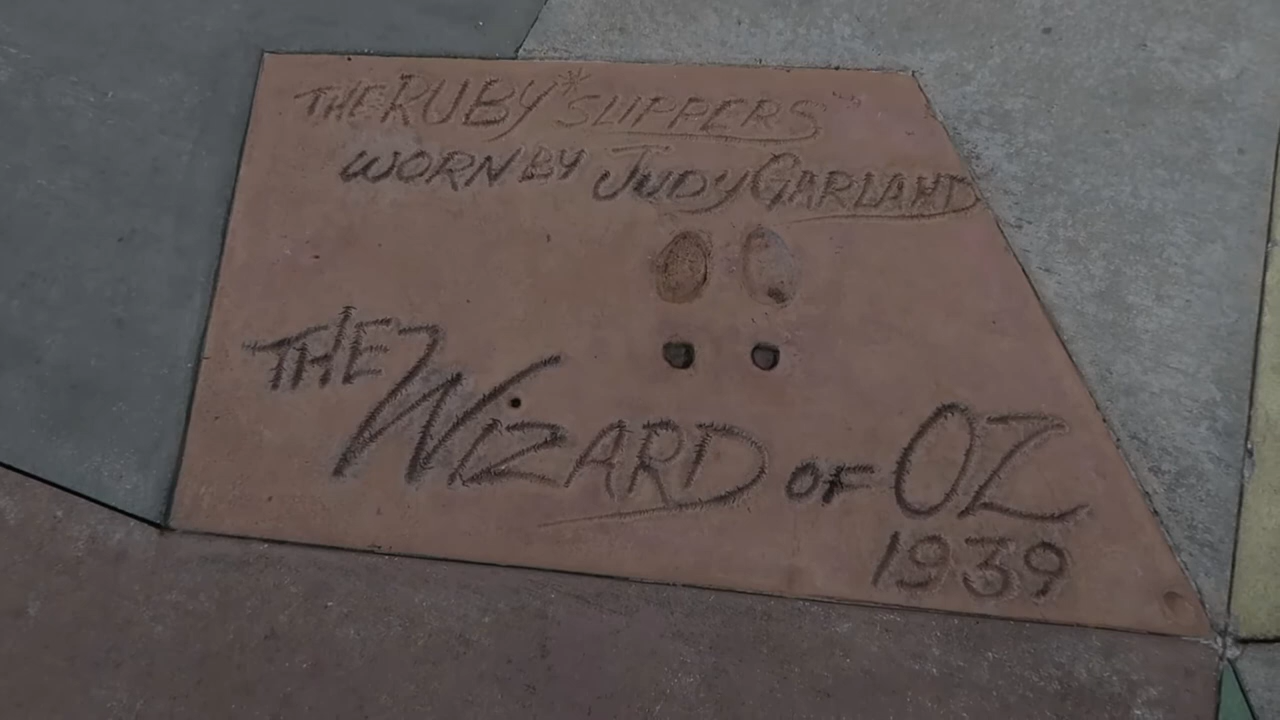 THE RUBY* SLIPPERS
WORN BY JUDY GARLAND
THE WIZARD OF OZ
1939